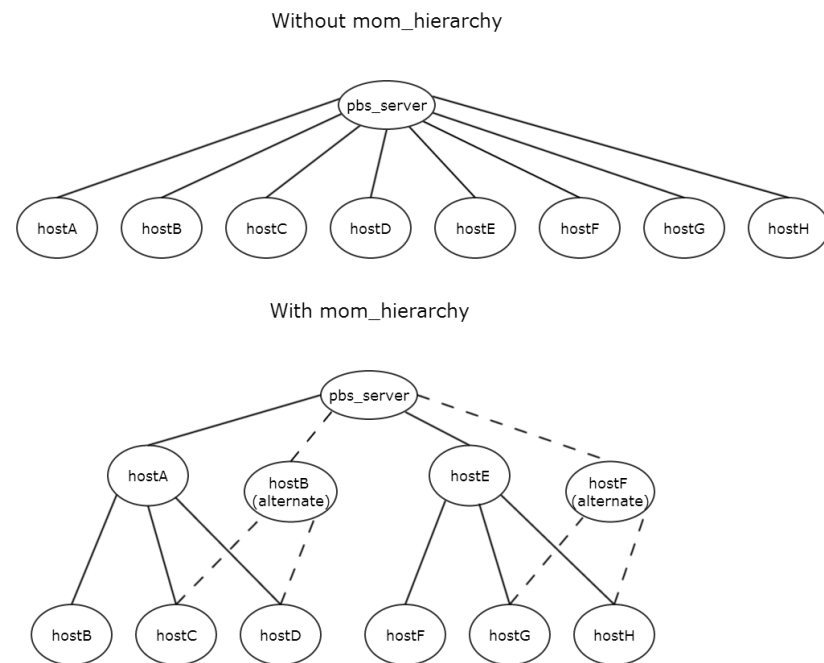 Without mom_hierarchy
pbs_server
hostA
hostB
hostC
hostD
hostE
hostF
hostG
hostH
With mom_hierarchy
pbs_server
hostA
hostB
(alternate)
hostE
hostF
(alternate)
hostB
hostC
hostD
hostF
hostG
hostH